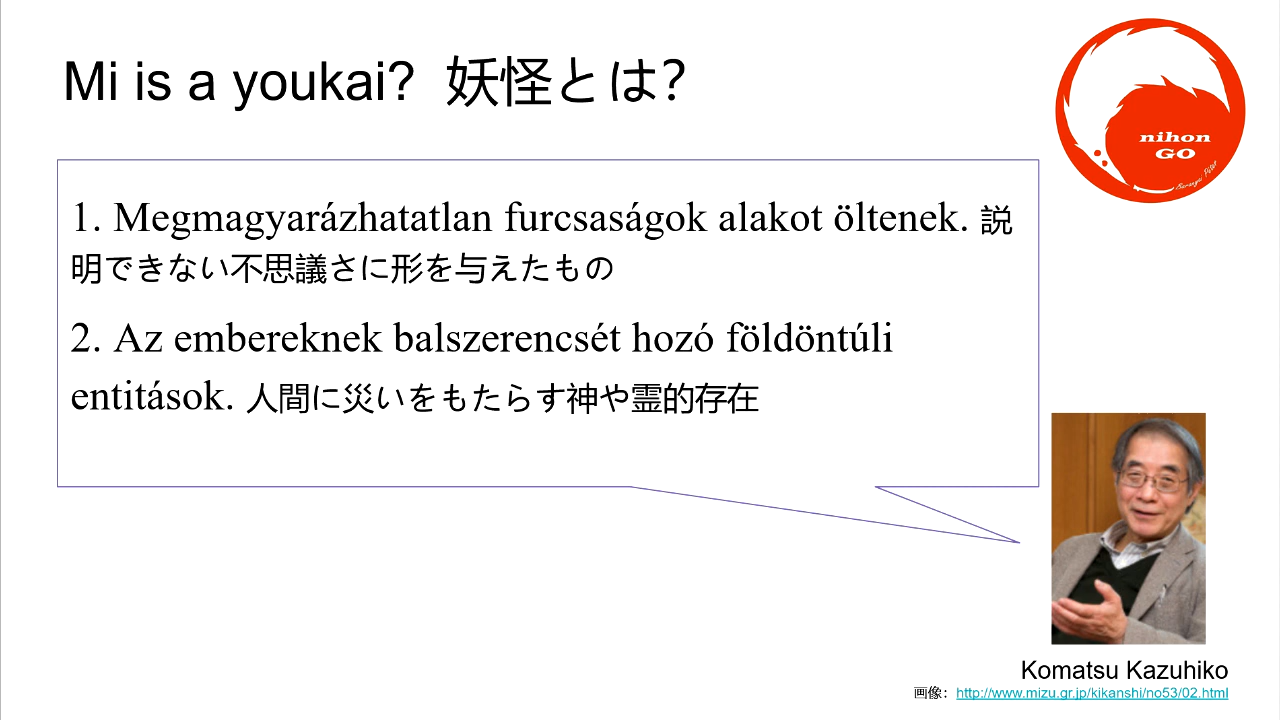 Mi is a youkai? 妖怪とは?
nihon
GO
1. Megmagyarázhatatlan furcsaságok alakot öltenek. 説
明できない不思議さに形を与えたもの
2. Az embereknek balszerencsét hozó földöntúli
entitások. 人間に災いをもたらす神や霊的存在
Komatsu Kazuhiko
画像：http://www.mizu.gr.jp/kikanshi/no53/02.html